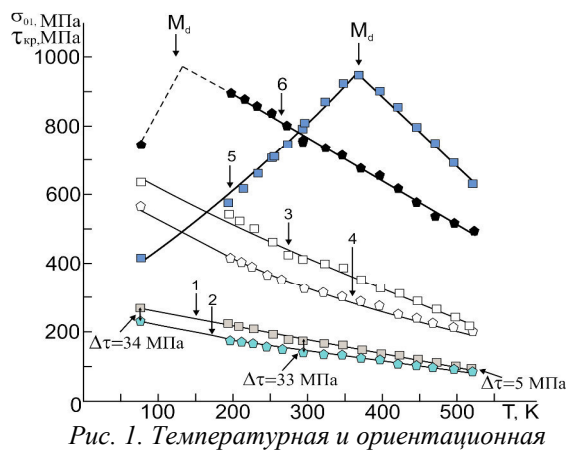 σ01, МПа
τкр, МПа
Md
Md
1000
800
600
400
200
0
6
5
3
4
1
2
Δτ=34 МПа
Δτ=33 МПа
Δτ=5 МПа
100 200 300 400 500 T, K
Рис. 1. Температурная и ориентационная